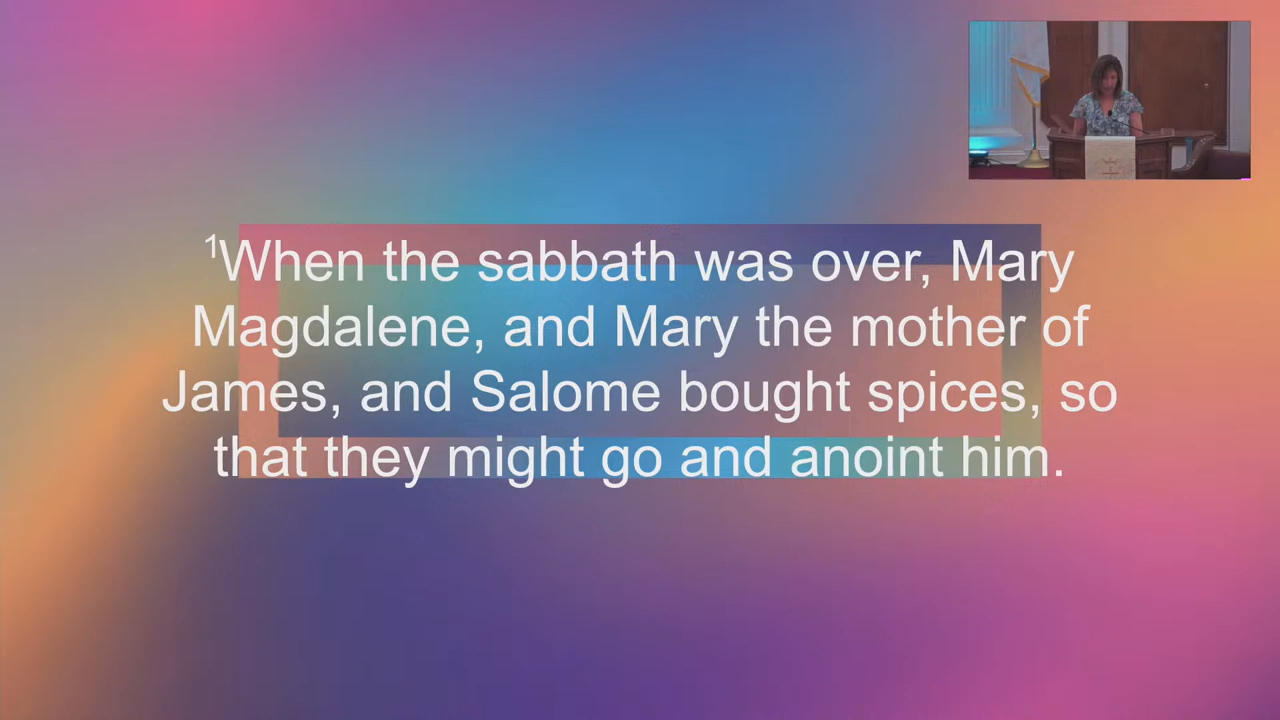 ¹When the sabbath was over, Mary
Magdalene, and Mary the mother of
James, and Salome bought spices, so
that they might go and anoint him.